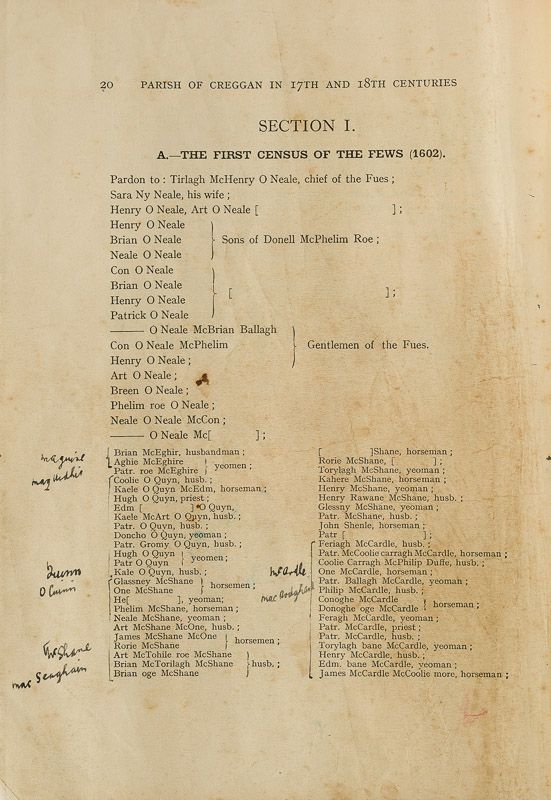 20 PARISH OF CREGGAN IN 17TH AND 18TH CENTURIES
SECTION I.
A.—THE FIRST CENSUS OF THE FEWS (1602).
Pardon to : Tirlagh McHenry O Neale, chief of the Fues ;
Sara Ny Neale, his wife ;
Henry O Neale, Art O Neale [ ] ;
Henry O Neale
Brian O Neale } Sons of Donell McPhelim Roe ;
Neale O Neale
Con O Neale
Brian O Neale
Henry O Neale } [ ] ;
Patrick O Neale
—— O Neale McBrian Ballagh
Con O Neale McPhelim } Gentlemen of the Fues.
Henry O Neale ;
Art O Neale ;
Breen O Neale ;
Phelim roe O Neale ;
Neale O Neale McCon ;
—— O Neale Mc[ ] ;
Brian McEghir, husbandman ;
Aghie McEghire
Patr. roe McEghire } yeomen ;
Coolie O Quyn, husb. ;
Kaele O Quyn McEdm, horseman ;
Hugh O Quyn, priest ;
Edm [ ] O Quyn,
Kaele McArt O Quyn, husb. ;
Patr. O Quyn, husb. ;
Doncho O Quyn, yeoman ;
Patr. Gromy O Quyn, husb. ;
Hugh O Quyn
Patr O Quyn } yeomen ;
Kale O Quyn, husb. ;
Glassney McShane
One McShane } horsemen ;
He[ ], yeoman;
Phelim McShane, horseman ;
Neale McShane, yeoman ;
Art McShane McOne, husb. ;
James McShane McOne
Rorie McShane } horsemen ;
Art McTohile roe McShane
Brian McTorilagh McShane } husb. ;
Brian oge McShane
[ ]Shane, horseman ;
Rorie McShane, [ ] ;
Torylagh McShane, yeoman ;
Kahere McShane, horseman ;
Henry McShane, yeoman ;
Henry Rawane McShane, husb. ;
Glessny McShane, yeoman ;
Patr. McShane, husb. ;
John Shenle, horseman ;
Patr [ ] ;
Feriagh McCardle, husb. ;
Patr. McCoolie carragh McCardle, horseman ;
Coolie Carragh McPhilip Duffe, husb. ;
One McCardle, horseman ;
Patr. Ballagh McCardle, yeoman ;
Philip McCardle, husb. ;
Conoghe McCardle
Donoghe oge McCardle } horseman ;
Feragh McCardle, yeoman ;
Patr. McCardle, priest ;
Patr. McCardle, husb. ;
Torylagh bane McCardle, yeoman ;
Henry McCardle, husb. ;
Edm. bane McCardle, yeoman ;
James McCardle McCoolie more, horseman ;
maguire
Quinn
O Cuinn
McShane
mac Seaghain
McArdle